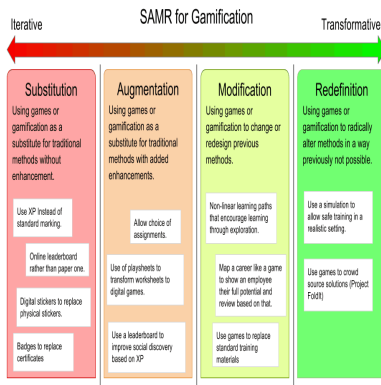 SAMR for Gamification
Iterative
Transformative
Substitution
Using games or
gamification as a
substitute for traditional
methods without
enhancement.
Use XP Instead of
standard marking.
Online leaderboard
rather than paper one.
Digital stickers to replace
physical stickers.
Badges to replace
certificates
Augmentation
Using games or
gamification as a
substitute for traditional
methods with added
enhancements.
Allow choice of
assignments.
Use of playsheets to
transform worksheets to
digital games.
Use a leaderboard to
improve social discovery
based on XP
Modification
Using games or
gamification to change or
redesign previous
methods.
Non-linear learning paths
that encourage learning
through exploration.
Map a career like a game
to show an employee
their full potential and
review based on that.
Use games to replace
standard training
materials
Redefinition
Using games or
gamification to radically
alter methods in a way
previously not possible.
Use a simulation to
allow safe training in a
realistic setting.
Use games to crowd
source solutions (Project
FoldIt)